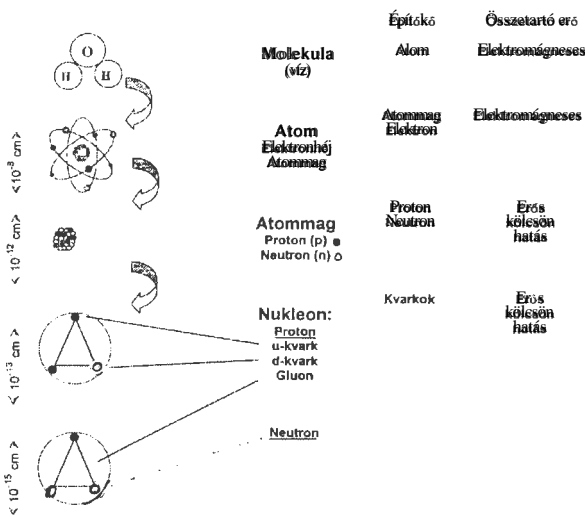 Építőkő Összetartó erő
O
H H
Molekula
(víz)
Atom
Elektromágneses
< 10⁻⁸ cm >
Atom
Elektronhéj
Atommag
Atommag
Elektron
Elektromágneses
< 10⁻¹² cm >
Atommag
Proton (p)
Neutron (n)
Proton
Neutron
Erős
kölcsön
hatás
< 10⁻¹³ cm >
Nukleon:
Proton
u-kvark
d-kvark
Gluon
Kvarkok
Erős
kölcsön
hatás
< 10⁻¹⁵ cm >
Neutron